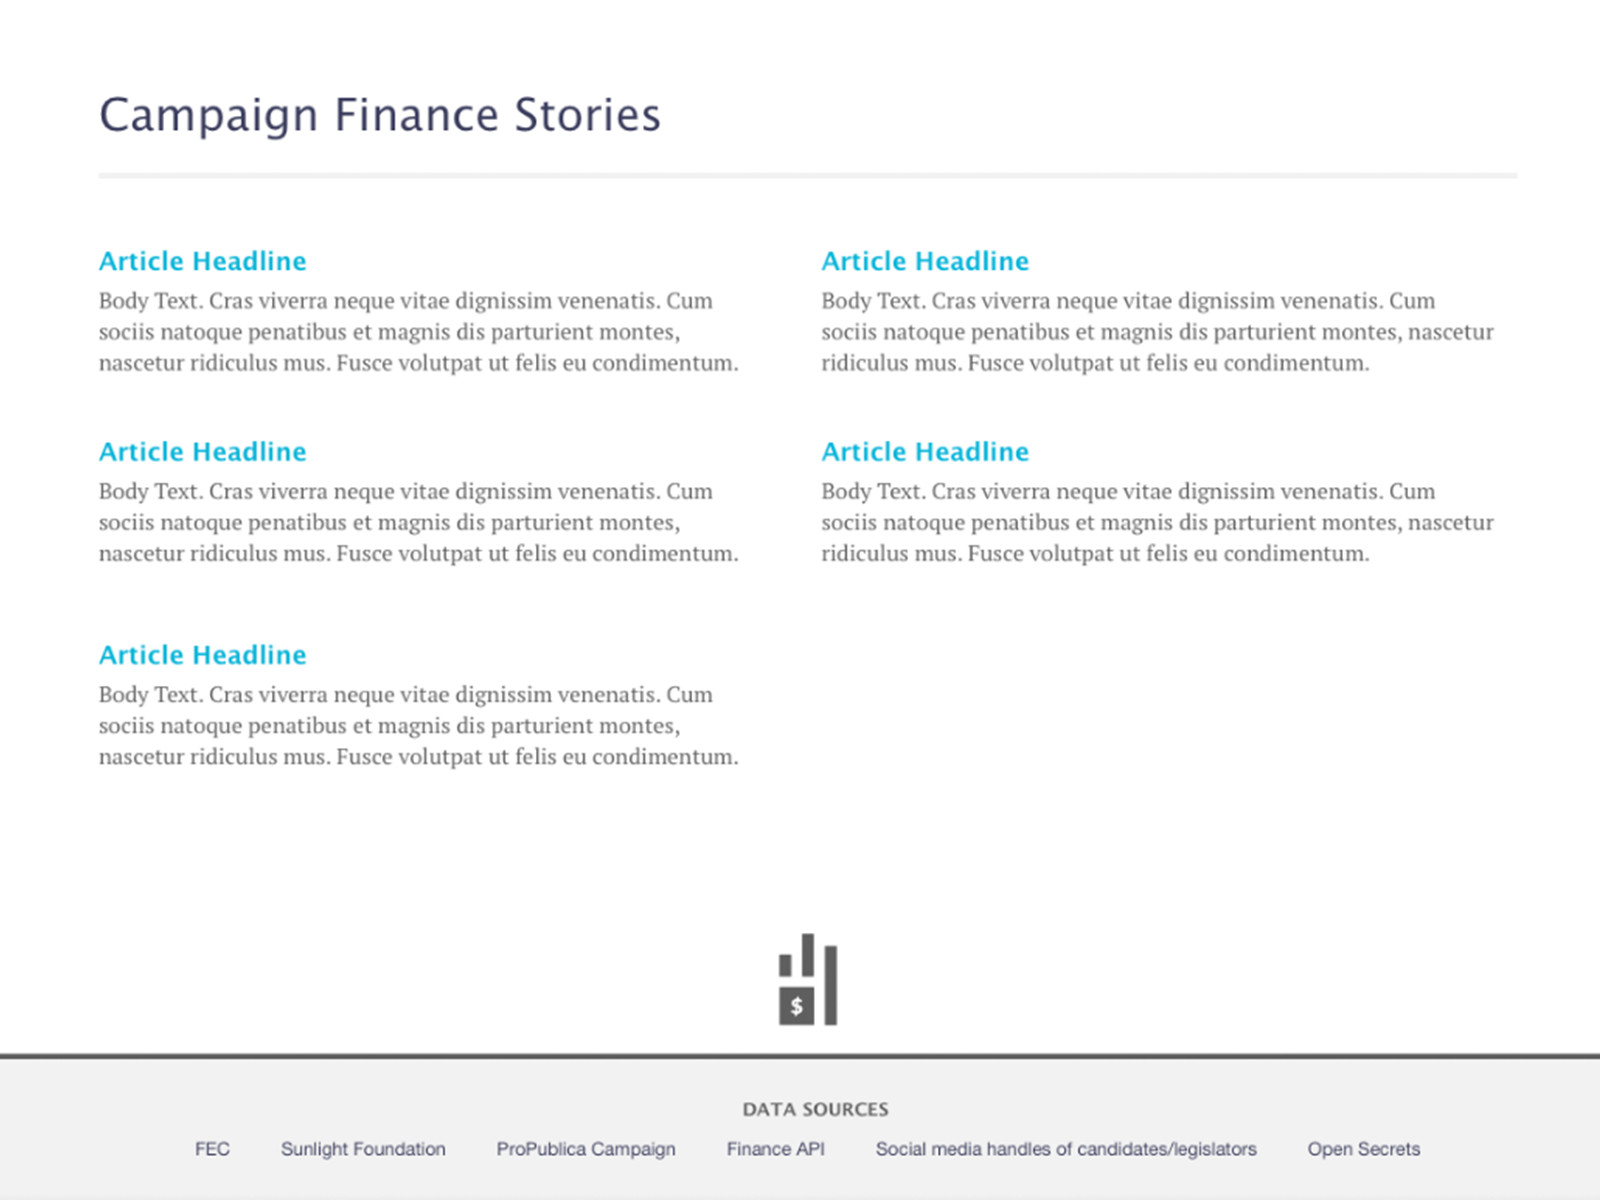 Campaign Finance Stories
Article Headline
Body Text. Cras viverra neque vitae dignissim venenatis. Cum
sociis natoque penatibus et magnis dis parturient montes,
nascetur ridiculus mus. Fusce volutpat ut felis eu condimentum.
Article Headline
Body Text. Cras viverra neque vitae dignissim venenatis. Cum
sociis natoque penatibus et magnis dis parturient montes, nascetur
ridiculus mus. Fusce volutpat ut felis eu condimentum.
Article Headline
Body Text. Cras viverra neque vitae dignissim venenatis. Cum
sociis natoque penatibus et magnis dis parturient montes,
nascetur ridiculus mus. Fusce volutpat ut felis eu condimentum.
Article Headline
Body Text. Cras viverra neque vitae dignissim venenatis. Cum
sociis natoque penatibus et magnis dis parturient montes, nascetur
ridiculus mus. Fusce volutpat ut felis eu condimentum.
Article Headline
Body Text. Cras viverra neque vitae dignissim venenatis. Cum
sociis natoque penatibus et magnis dis parturient montes,
nascetur ridiculus mus. Fusce volutpat ut felis eu condimentum.
$
DATA SOURCES
FEC Sunlight Foundation ProPublica Campaign Finance API Social media handles of candidates/legislators Open Secrets